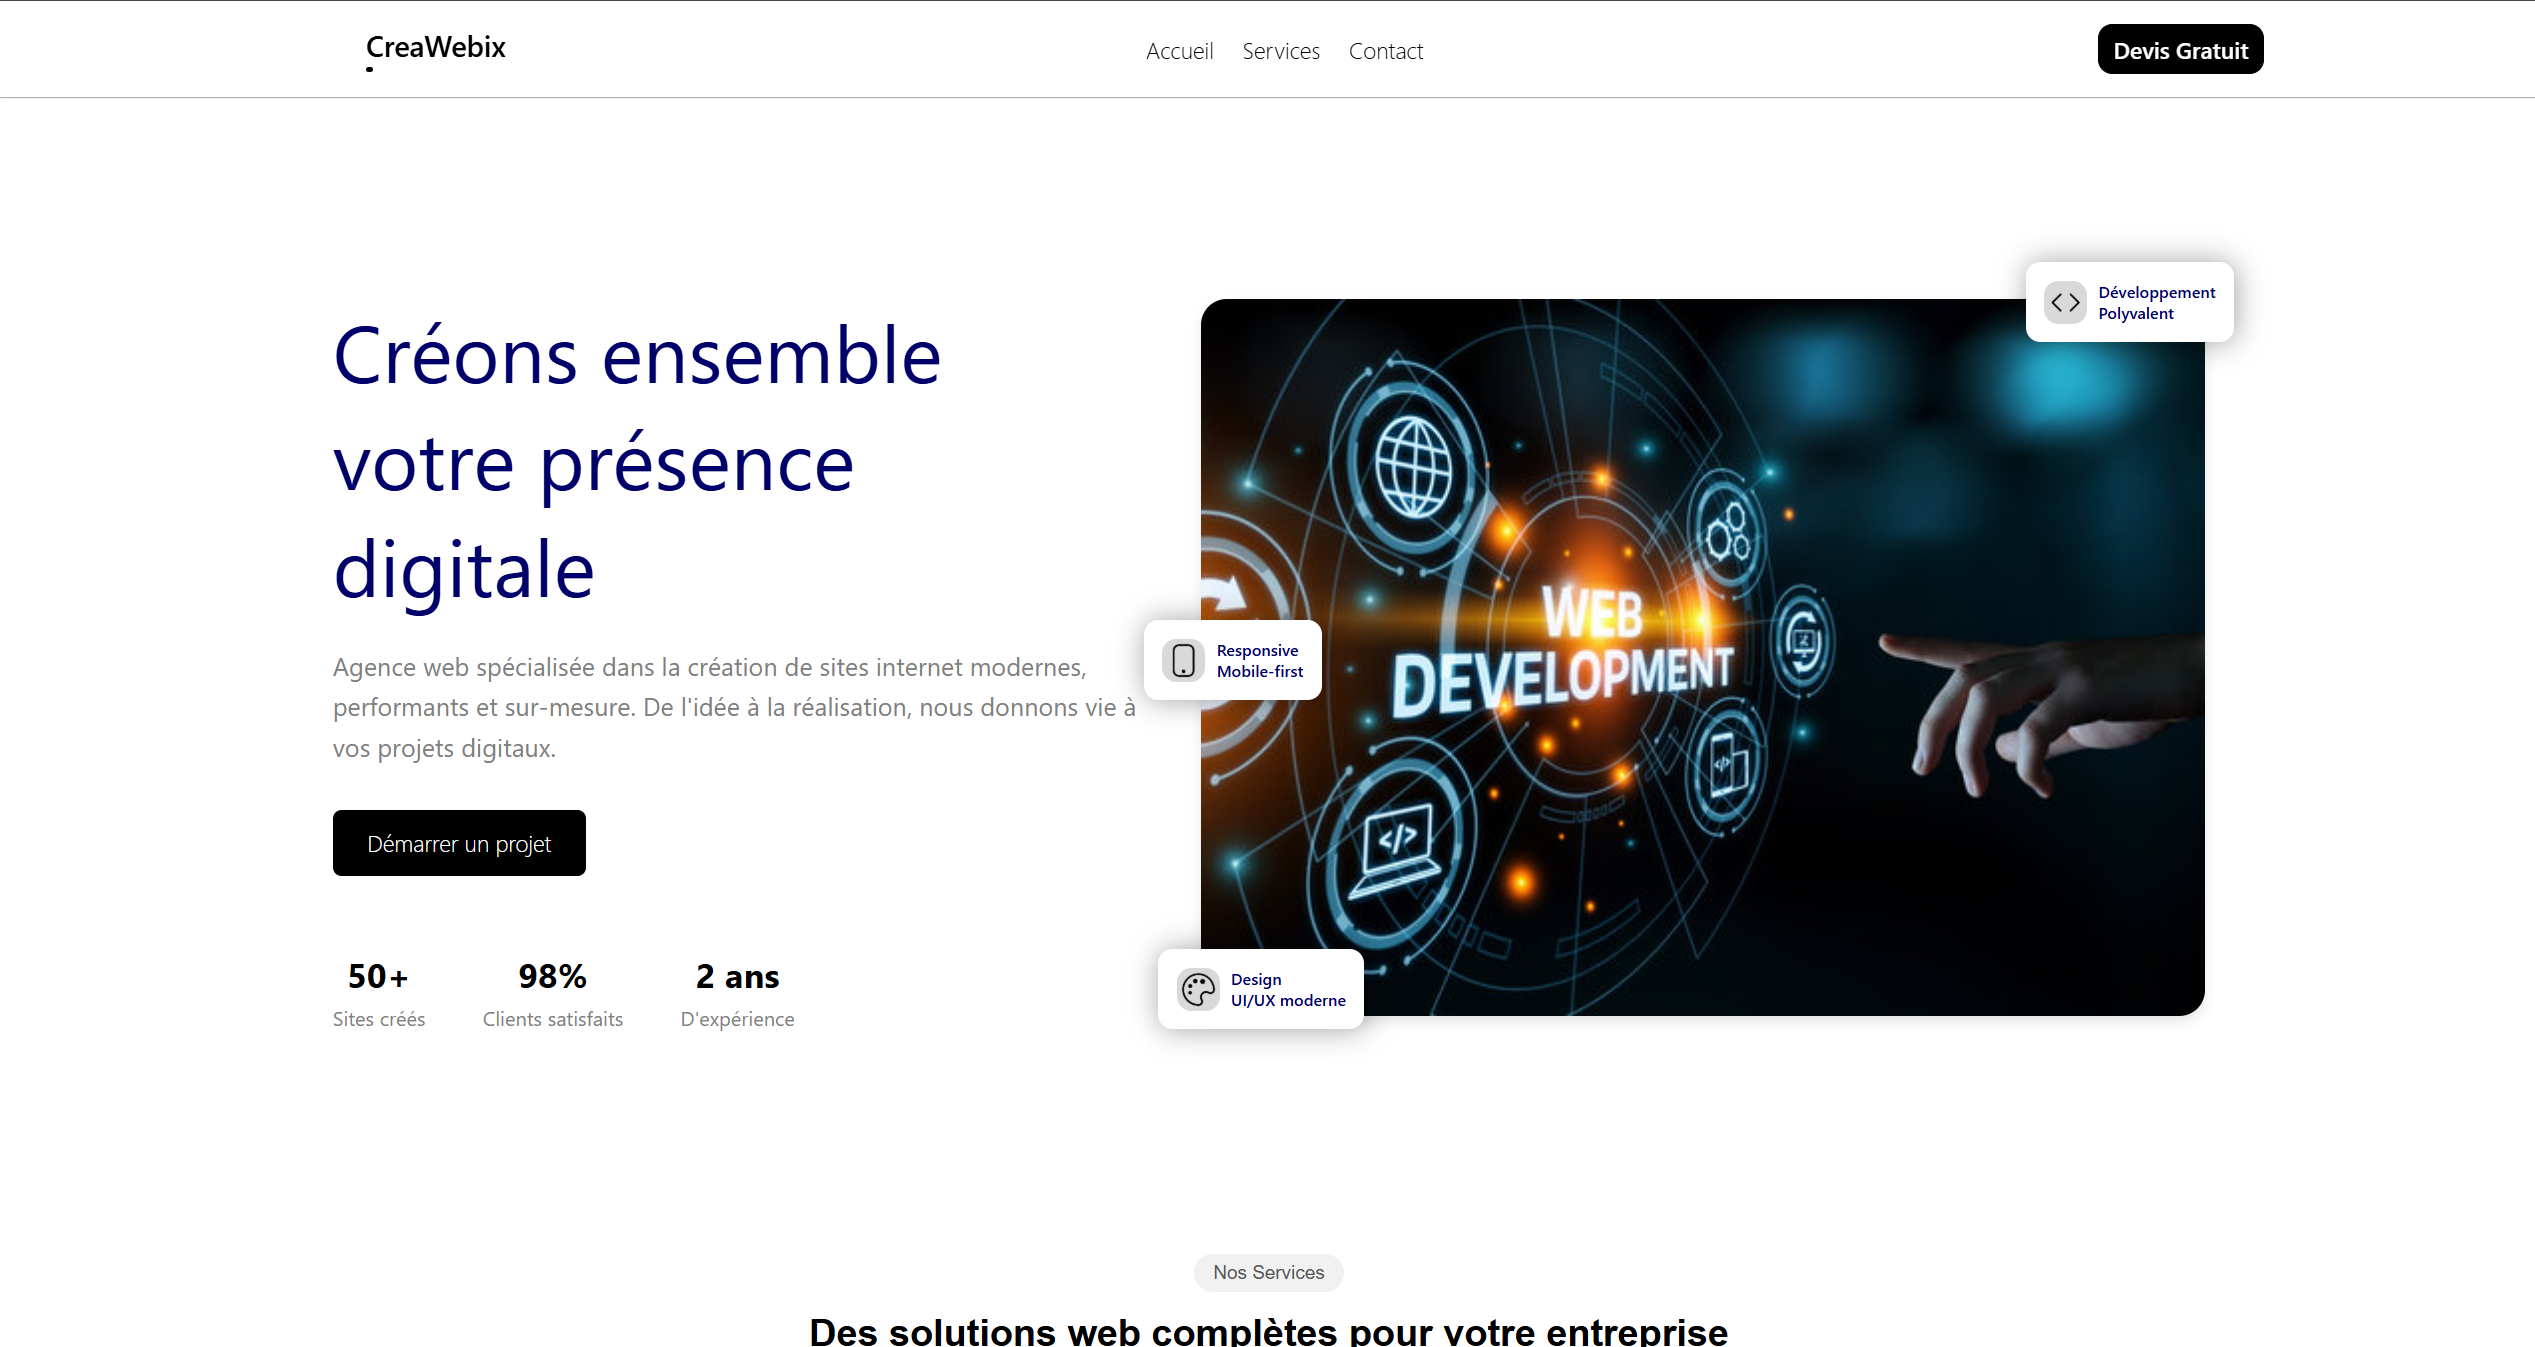 CreaWebix
Accueil Services Contact
Devis Gratuit
Créons ensemble
votre présence
digitale
Agence web spécialisée dans la création de sites internet modernes,
performants et sur-mesure. De l'idée à la réalisation, nous donnons vie à
vos projets digitaux.
Démarrer un projet
50+
Sites créés
98%
Clients satisfaits
2 ans
D'expérience
Développement
Polyvalent
WEB
DEVELOPMENT
Responsive
Mobile-first
Design
UI/UX moderne
Nos Services
Des solutions web complètes pour votre entreprise